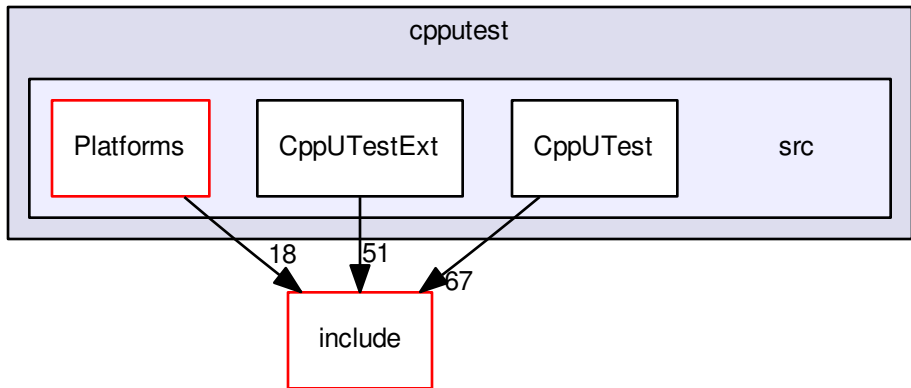 cpputest
Platforms
CppUTestExt
CppUTest
src
18
51
67
include